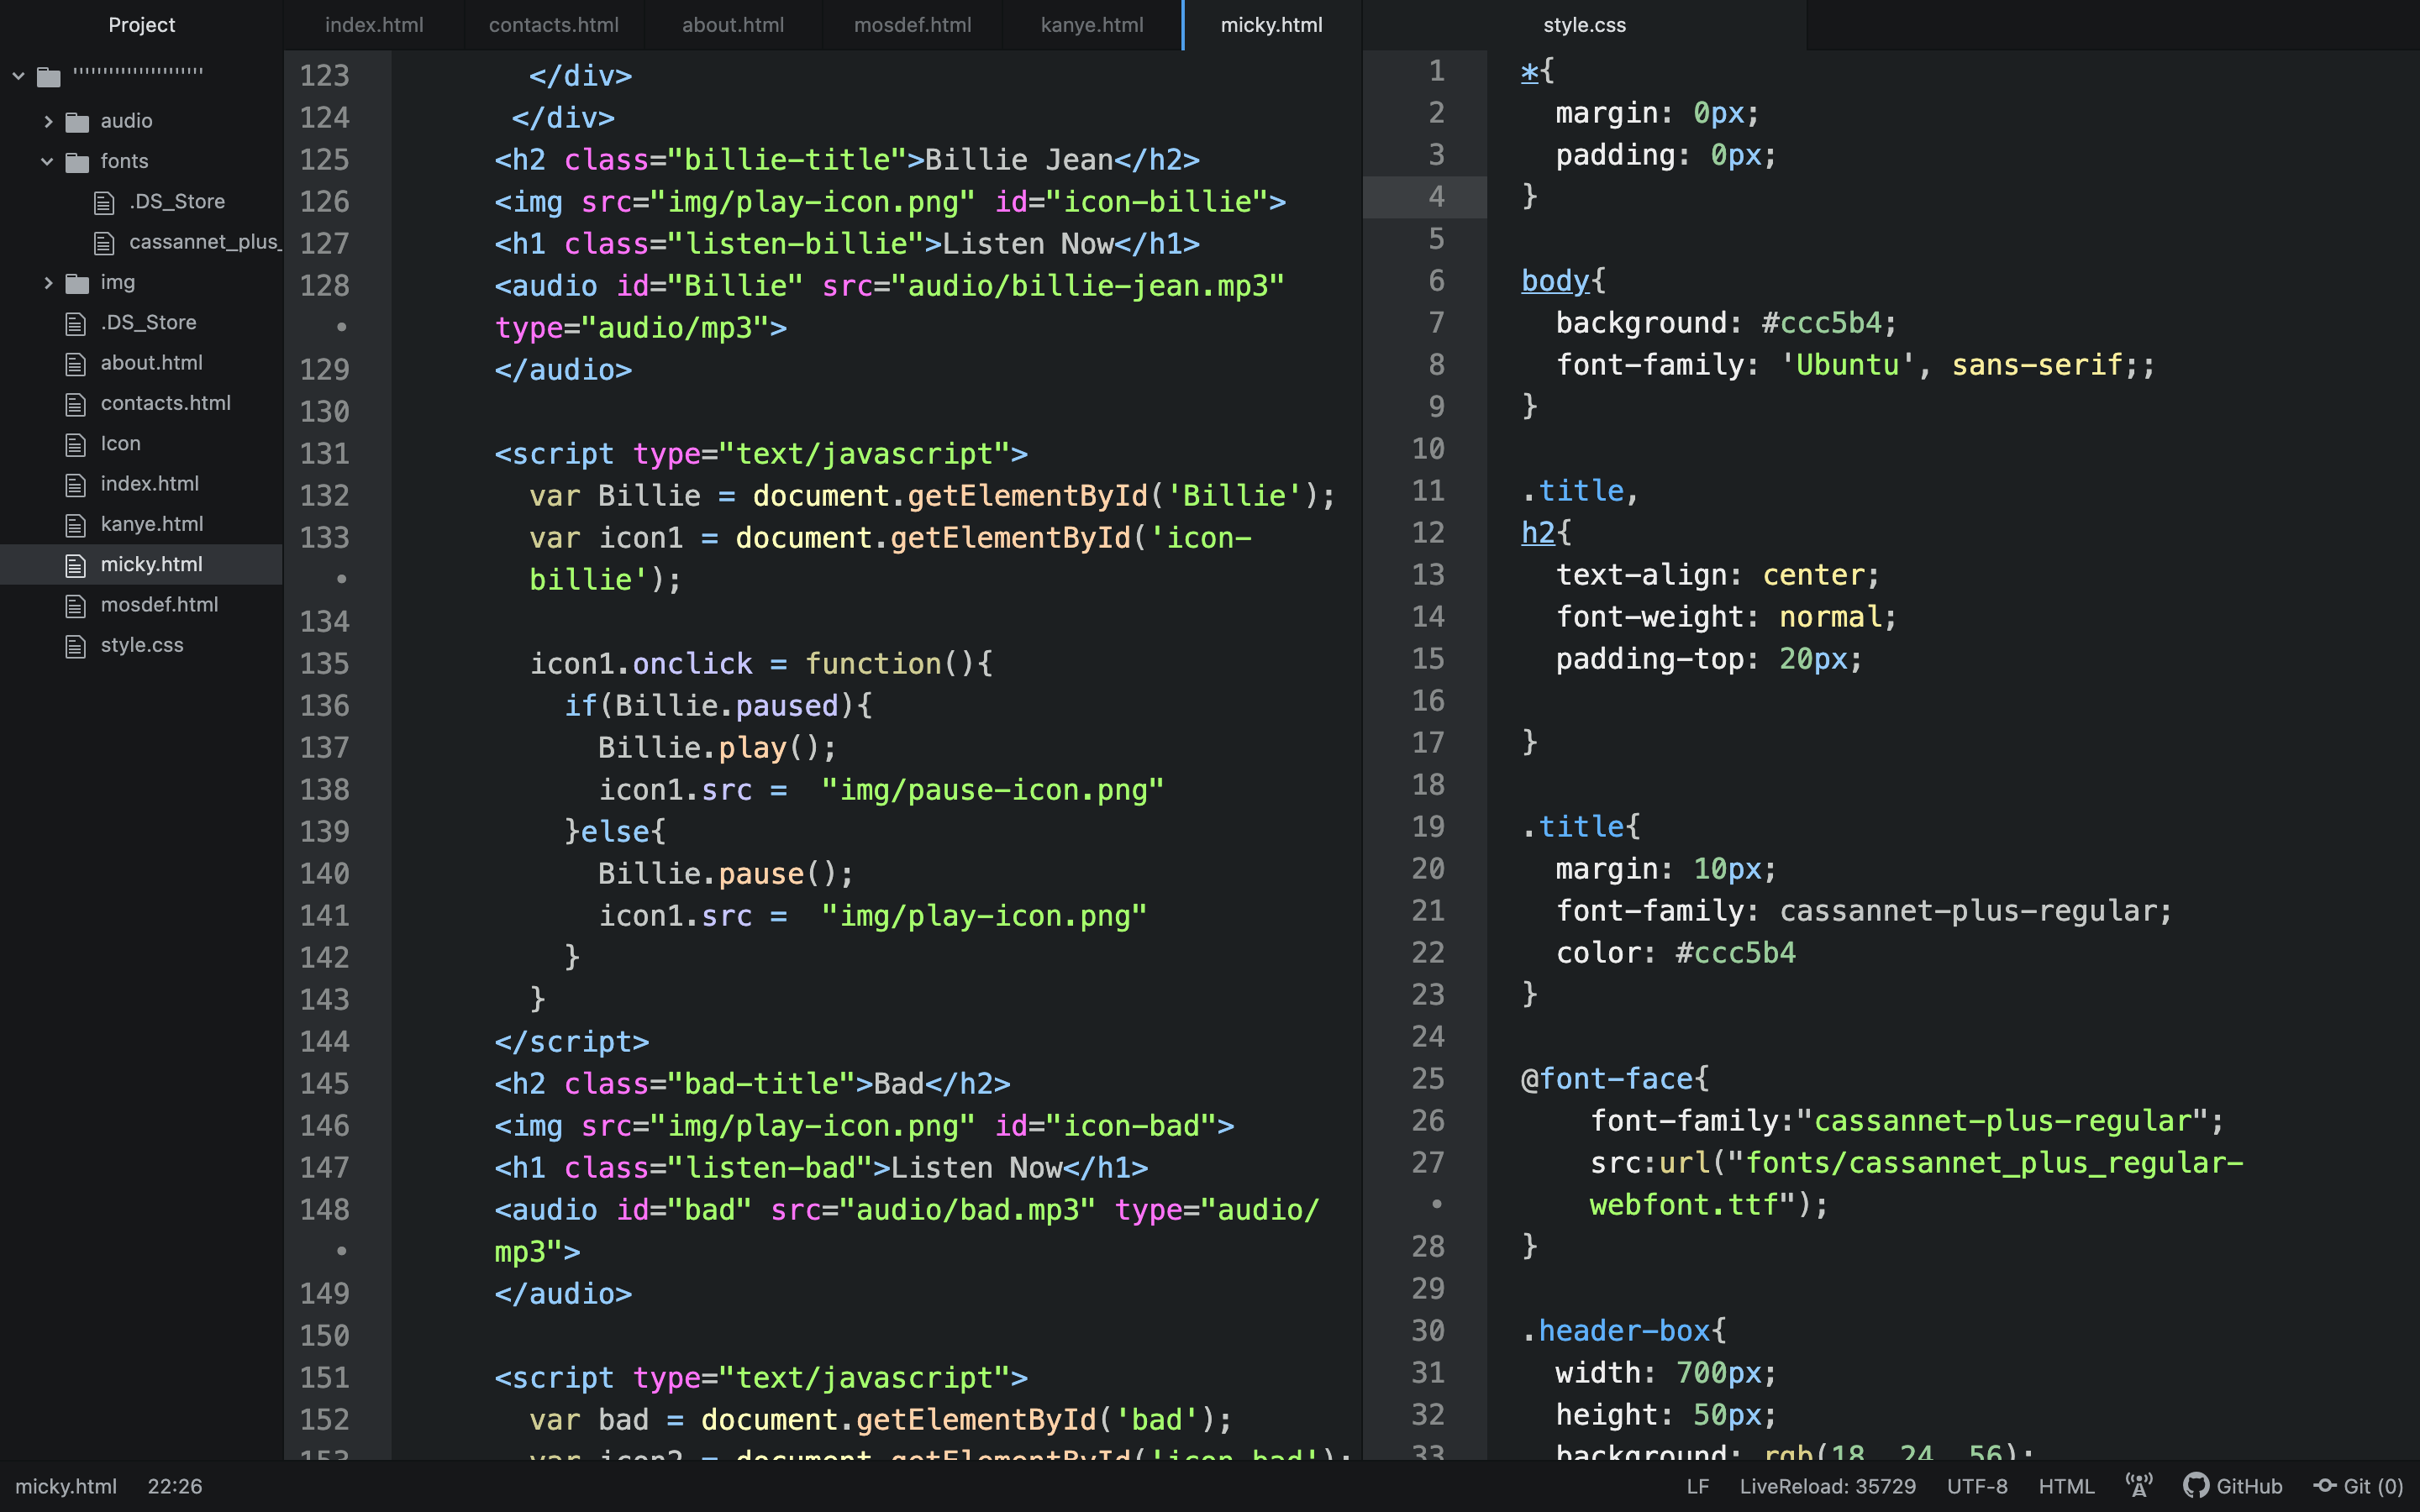 Project
'''''''''''''''''''''
audio
fonts
.DS_Store
cassannet_plus_
img
.DS_Store
about.html
contacts.html
Icon
index.html
kanye.html
micky.html
mosdef.html
style.css
index.html contacts.html about.html mosdef.html kanye.html micky.html
123 </div>
124 </div>
125 <h2 class="billie-title">Billie Jean</h2>
126 <img src="img/play-icon.png" id="icon-billie">
127 <h1 class="listen-billie">Listen Now</h1>
128 <audio id="Billie" src="audio/billie-jean.mp3"
• type="audio/mp3">
129 </audio>
130
131 <script type="text/javascript">
132 var Billie = document.getElementById('Billie');
133 var icon1 = document.getElementById('icon-
• billie');
134
135 icon1.onclick = function(){
136 if(Billie.paused){
137 Billie.play();
138 icon1.src =  "img/pause-icon.png"
139 }else{
140 Billie.pause();
141 icon1.src =  "img/play-icon.png"
142 }
143 }
144 </script>
145 <h2 class="bad-title">Bad</h2>
146 <img src="img/play-icon.png" id="icon-bad">
147 <h1 class="listen-bad">Listen Now</h1>
148 <audio id="bad" src="audio/bad.mp3" type="audio/
• mp3">
149 </audio>
150
151 <script type="text/javascript">
152 var bad = document.getElementById('bad');
153 var icon2 = document.getElementById('icon-bad');
style.css
1 *{
2 margin: 0px;
3 padding: 0px;
4 }
5
6 body{
7 background: #ccc5b4;
8 font-family: 'Ubuntu', sans-serif;;
9 }
10
11 .title,
12 h2{
13 text-align: center;
14 font-weight: normal;
15 padding-top: 20px;
16
17 }
18
19 .title{
20 margin: 10px;
21 font-family: cassannet-plus-regular;
22 color: #ccc5b4
23 }
24
25 @font-face{
26 font-family:"cassannet-plus-regular";
27 src:url("fonts/cassannet_plus_regular-
• webfont.ttf");
28 }
29
30 .header-box{
31 width: 700px;
32 height: 50px;
33 background: rgb(18, 24, 56);
micky.html 22:26 LF LiveReload: 35729 UTF-8 HTML GitHub Git (0)